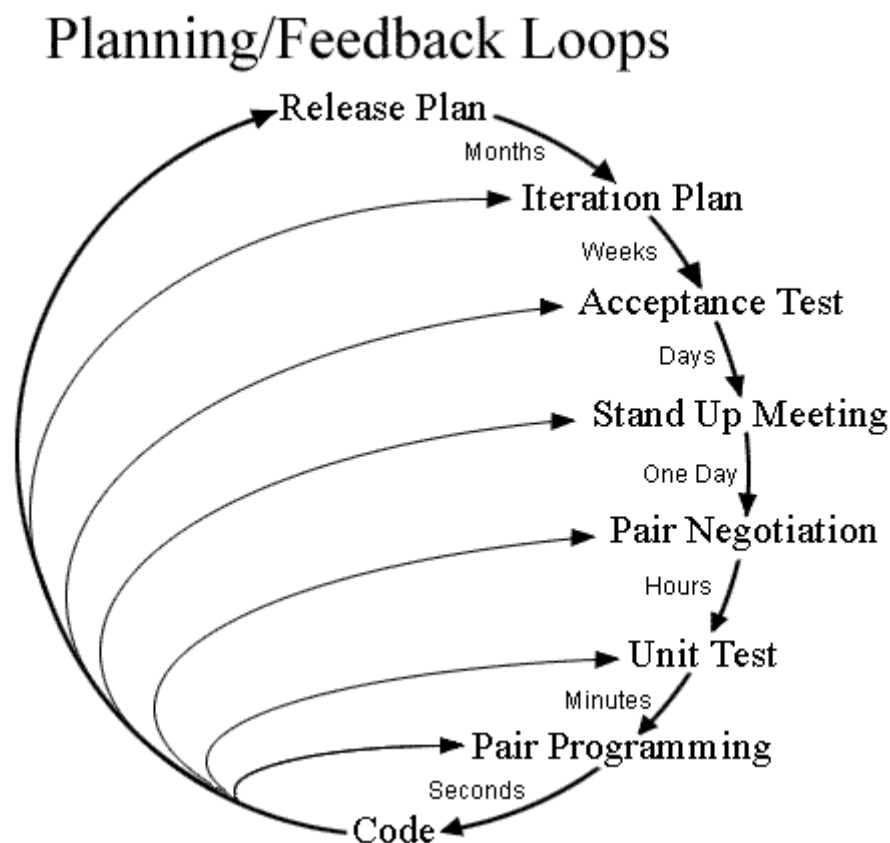 Planning/Feedback Loops
Release Plan
Months
Iteration Plan
Weeks
Acceptance Test
Days
Stand Up Meeting
One Day
Pair Negotiation
Hours
Unit Test
Minutes
Pair Programming
Seconds
Code